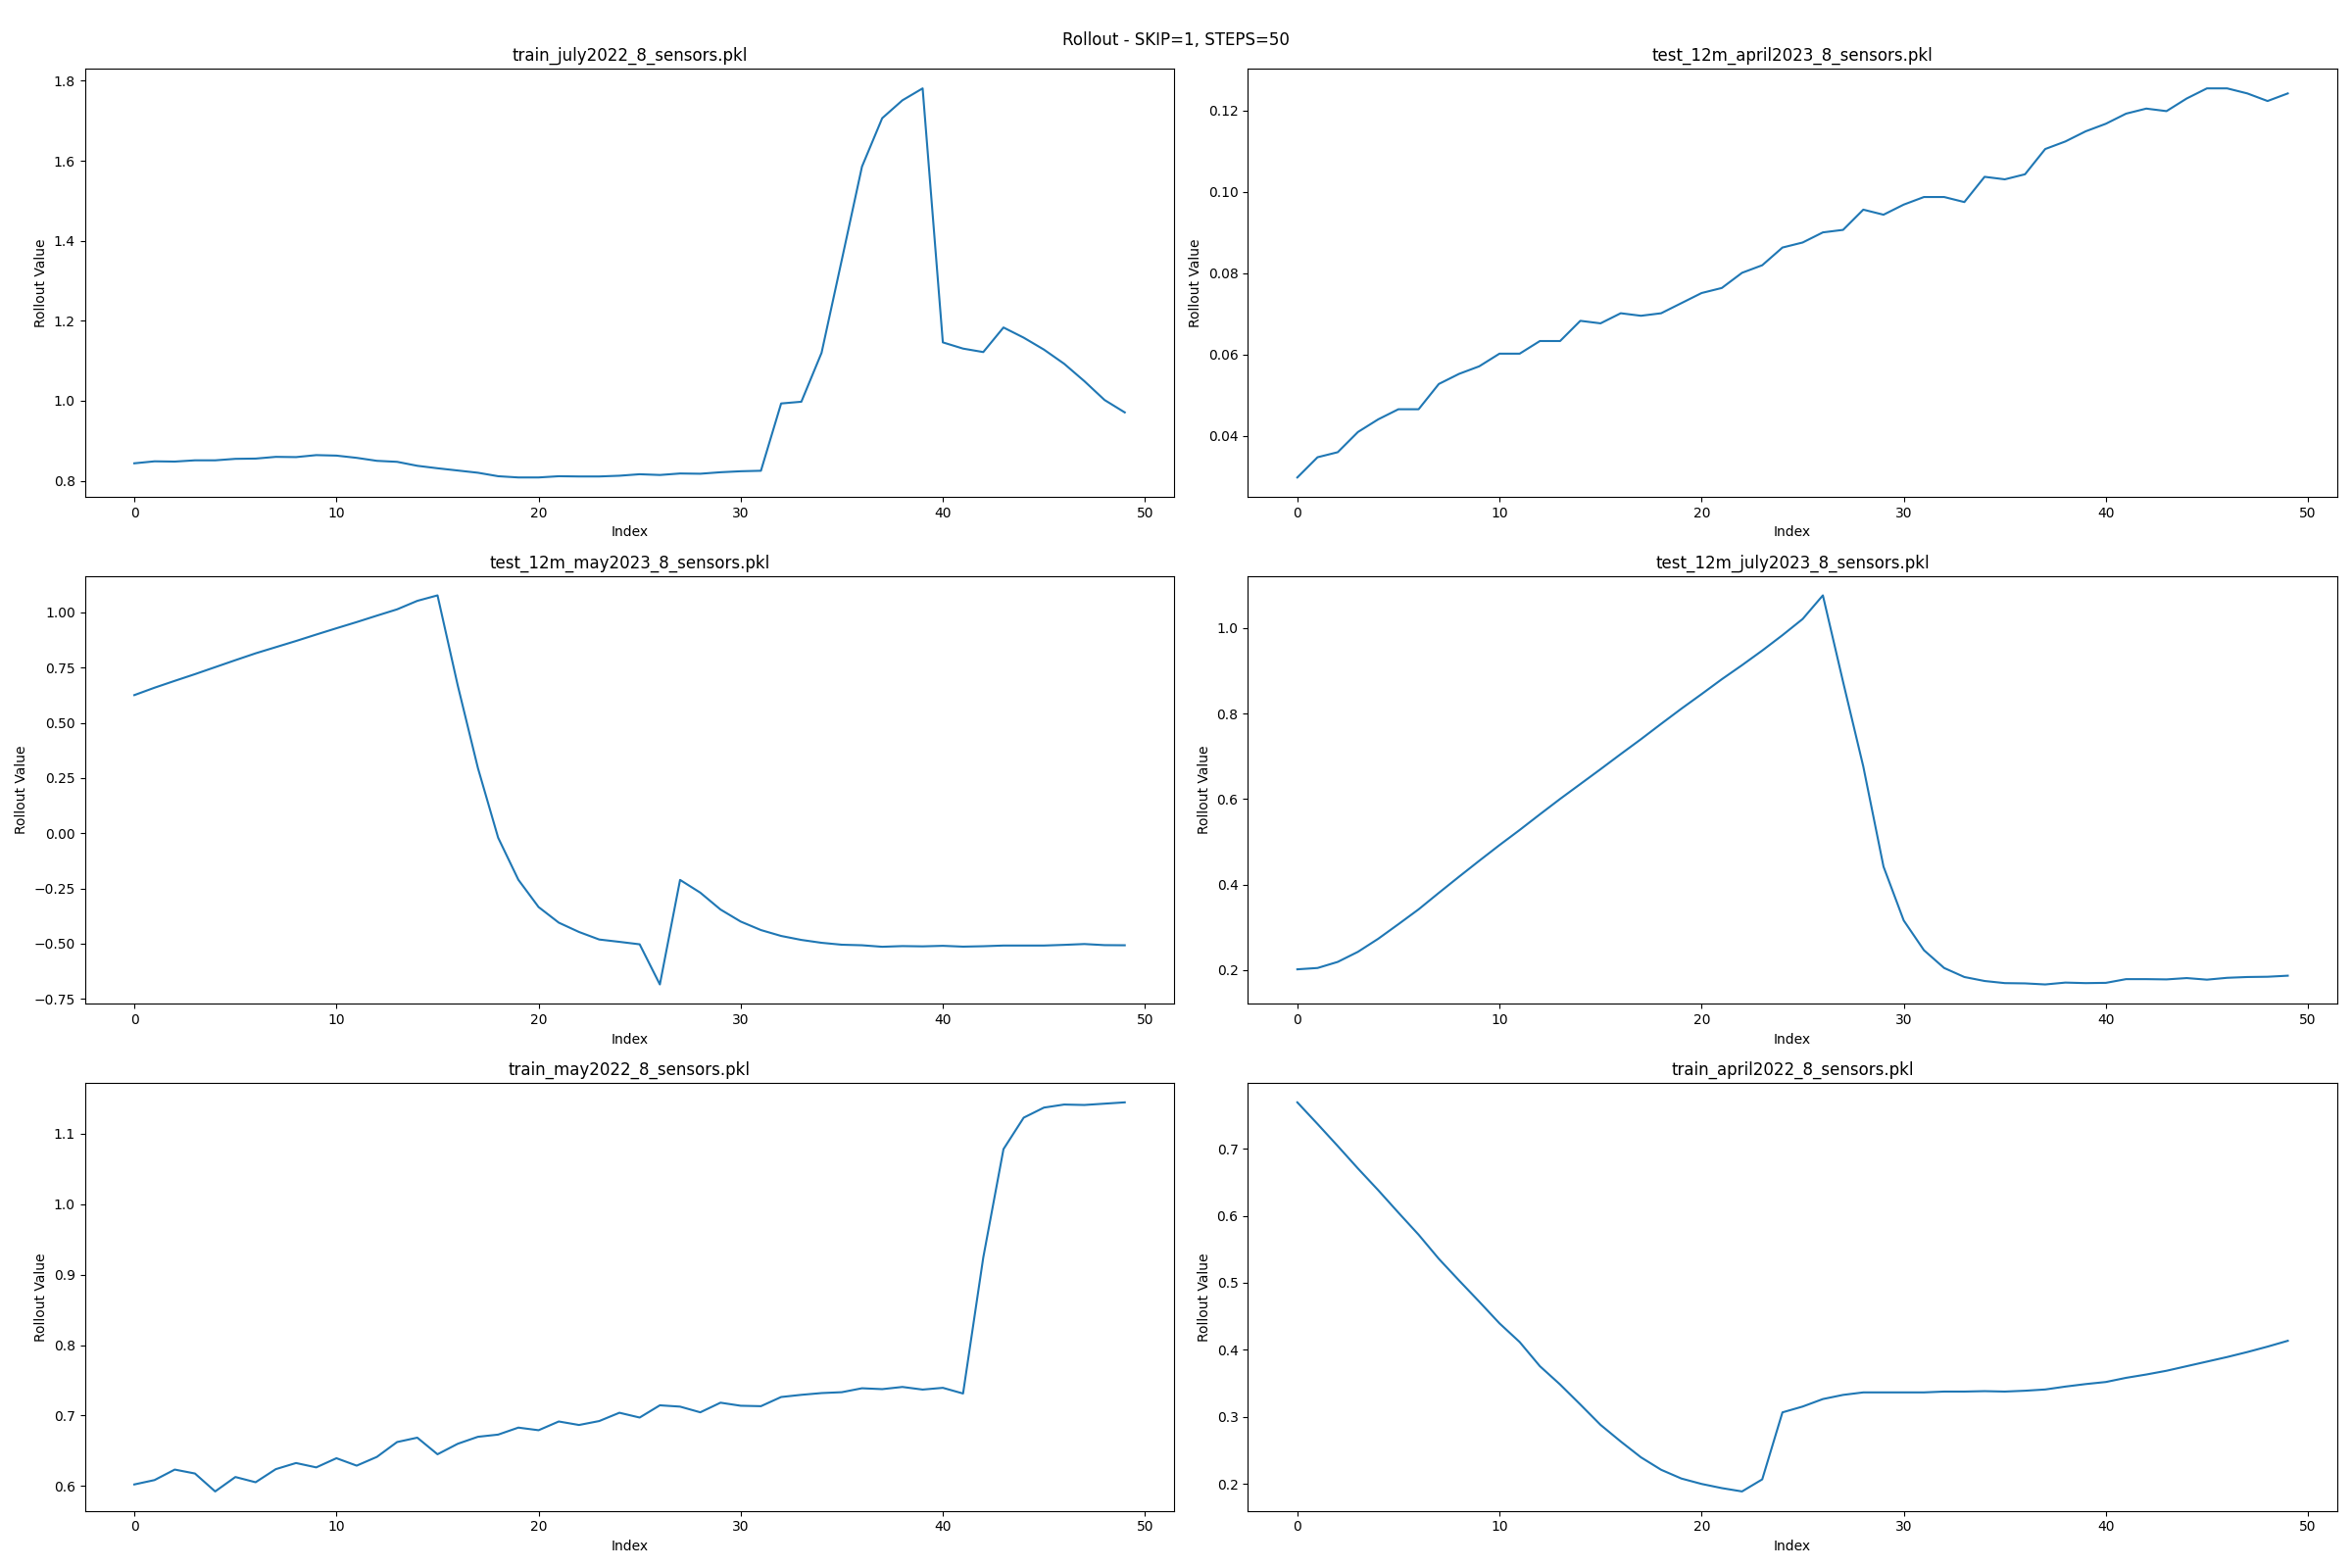 Rollout - SKIP=1, STEPS=50
train_july2022_8_sensors.pkl
1.8
1.6
1.4
1.2
1.0
0.8
Rollout Value
0 10 20 30 40 50
Index
test_12m_april2023_8_sensors.pkl
0.12
0.10
0.08
0.06
0.04
Rollout Value
0 10 20 30 40 50
Index
test_12m_may2023_8_sensors.pkl
1.00
0.75
0.50
0.25
0.00
−0.25
−0.50
−0.75
Rollout Value
0 10 20 30 40 50
Index
test_12m_july2023_8_sensors.pkl
1.0
0.8
0.6
0.4
0.2
Rollout Value
0 10 20 30 40 50
Index
train_may2022_8_sensors.pkl
1.1
1.0
0.9
0.8
0.7
0.6
Rollout Value
0 10 20 30 40 50
Index
train_april2022_8_sensors.pkl
0.7
0.6
0.5
0.4
0.3
0.2
Rollout Value
0 10 20 30 40 50
Index